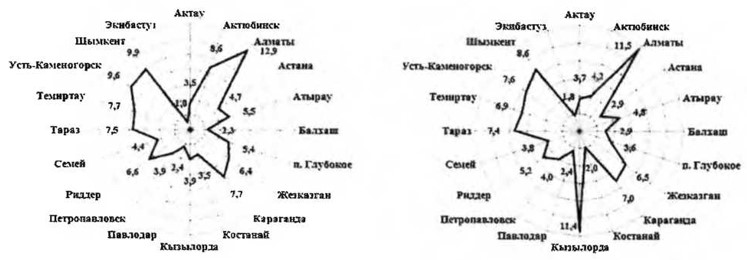 Актау
Экибастуз
Актюбинск
Шымкент
8,6
Алматы
9,9
12,9
Усть-Каменогорск
Астана
9,6
3,5
Темиртау
1,8
4,7
Атырау
7,7
5,5
Тараз
7,5
2,3
Балхаш
4,4
5,4
Семей
п. Глубокое
6,6
3,9
2,4
3,9
3,5
6,4
Риддер
7,7
Жезказган
Петропавловск
Караганда
Павлодар
Костанай
Кызылорда
Актау
Экибастуз
Актюбинск
Шымкент
11,5
Алматы
8,6
Усть-Каменогорск
Астана
7,6
3,7
4,2
Темиртау
1,8
2,9
Атырау
6,9
4,8
Тараз
7,4
2,9
Балхаш
3,8
3,6
Семей
п. Глубокое
5,2
4,0
2,4
2,0
6,5
Риддер
7,0
Жезказган
Петропавловск
Караганда
11,4
Павлодар
Костанай
Кызылорда